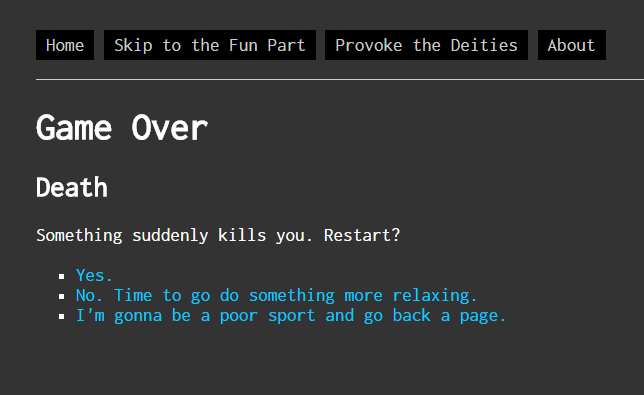 Home Skip to the Fun Part Provoke the Deities About
Game Over
Death
Something suddenly kills you. Restart?
Yes.
No. Time to go do something more relaxing.
I'm gonna be a poor sport and go back a page.